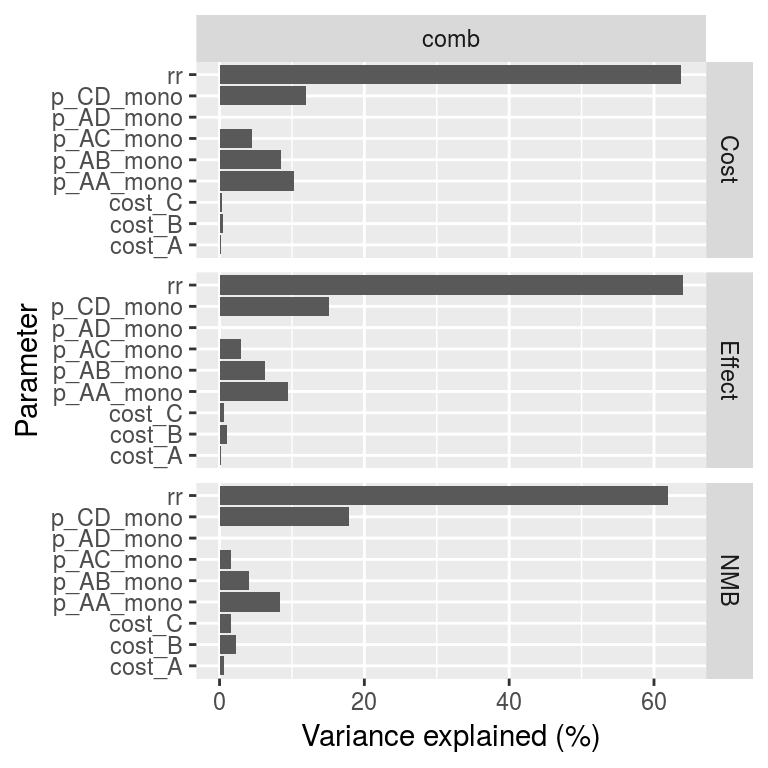 comb
rr
p_CD_mono
p_AD_mono
p_AC_mono
p_AB_mono
p_AA_mono
cost_C
cost_B
cost_A
Cost
rr
p_CD_mono
p_AD_mono
p_AC_mono
p_AB_mono
p_AA_mono
cost_C
cost_B
cost_A
Effect
rr
p_CD_mono
p_AD_mono
p_AC_mono
p_AB_mono
p_AA_mono
cost_C
cost_B
cost_A
NMB
Parameter
0 20 40 60
Variance explained (%)